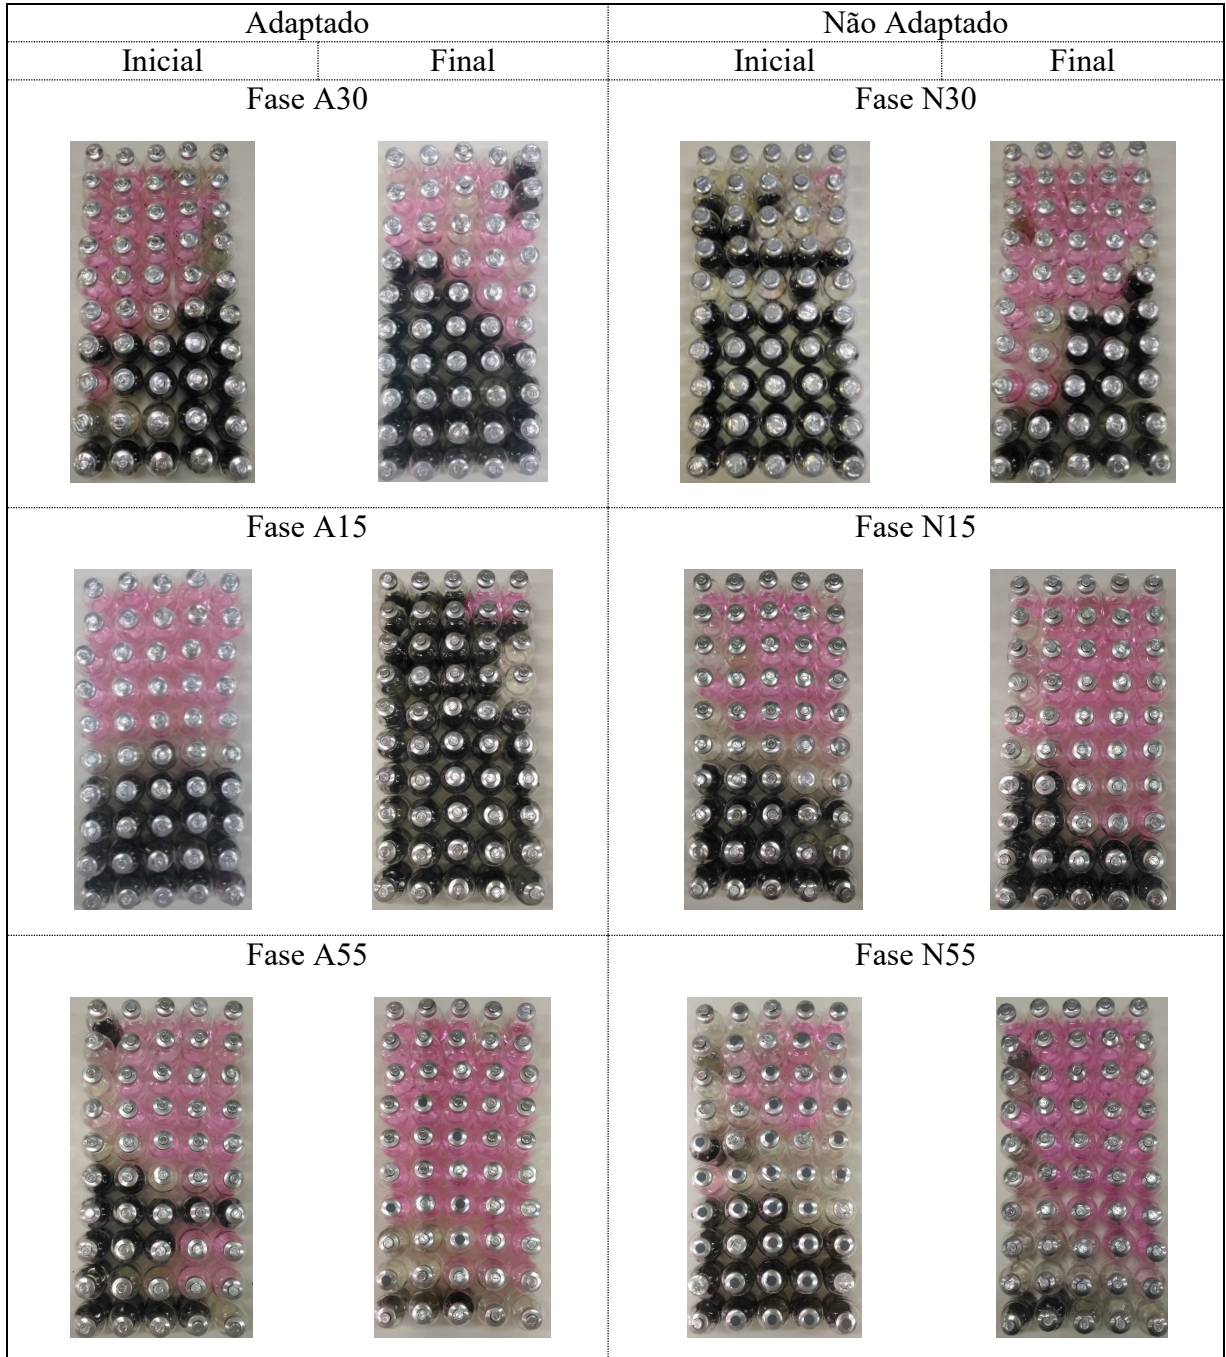 Adaptado Não Adaptado
Inicial Final Inicial Final
Fase A30 Fase N30
Fase A15 Fase N15
Fase A55 Fase N55